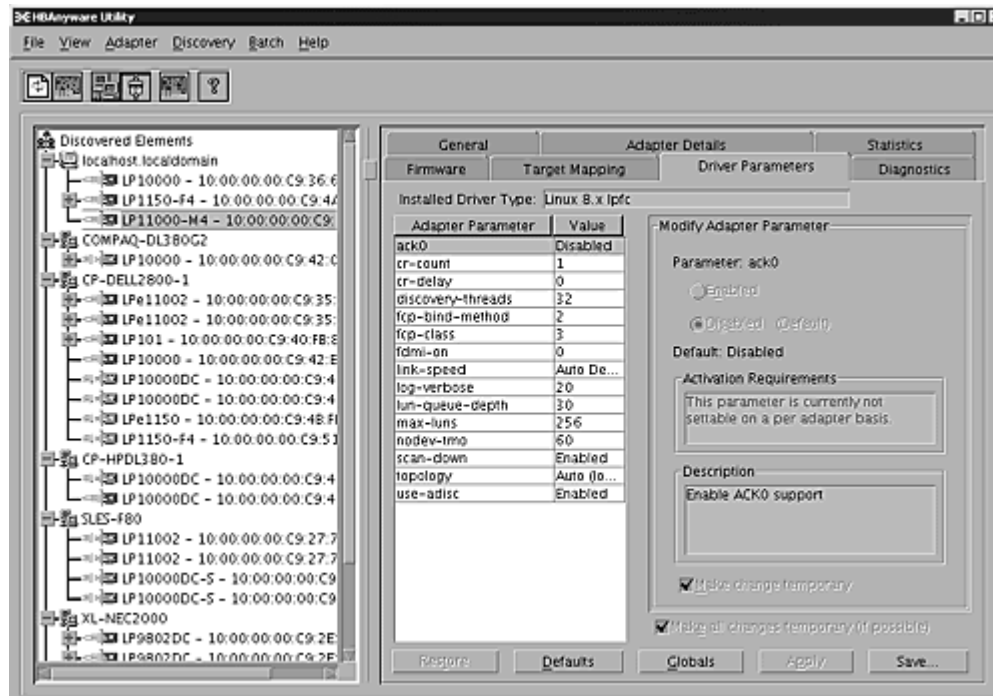 HBAnyware Utility
File View Adapter Discovery Batch Help
Discovered Elements
localhost.localdomain
LP10000 - 10:00:00:00:C9:36:6
LP1150-F4 - 10:00:00:00:C9:4
LP11000-M4 - 10:00:00:00:C9:
COMPAQ-DL380G2
LP10000 - 10:00:00:00:C9:42:0
CP-DELL2800-1
LPe11002 - 10:00:00:00:C9:35:
LPe11002 - 10:00:00:00:C9:35:
LP101 - 10:00:00:00:C9:40:FB:8
LP10000 - 10:00:00:00:C9:42:E
LP10000DC - 10:00:00:00:C9:4
LP10000DC - 10:00:00:00:C9:4
LPe1150 - 10:00:00:00:C9:4B:F
LP1150-F4 - 10:00:00:00:C9:51
CP-HPDL380-1
LP10000DC - 10:00:00:00:C9:4
LP10000DC - 10:00:00:00:C9:4
SLES-F80
LP11002 - 10:00:00:00:C9:27:7
LP11002 - 10:00:00:00:C9:27:7
LP10000DC-S - 10:00:00:00:C9
LP10000DC-S - 10:00:00:00:C9
XL-NEC2000
LP9802DC - 10:00:00:00:C9:2E:
LP9802DC - 10:00:00:00:C9:2F:
General Adapter Details Statistics
Firmware Target Mapping Driver Parameters Diagnostics
Installed Driver Type: Linux 8.x lpfc
Adapter Parameter Value
ack0 Disabled
cr-count 1
cr-delay 0
discovery-threads 32
fcp-bind-method 2
fcp-class 3
fdmi-on 0
link-speed Auto De...
log-verbose 20
lun-queue-depth 30
max-luns 256
nodev-tmo 60
scan-down Enabled
topology Auto (lo...
use-adisc Enabled
Modify Adapter Parameter
Parameter: ack0
Enabled
Disabled (Default)
Default: Disabled
Activation Requirements
This parameter is currently not
settable on a per adapter basis.
Description
Enable ACK0 support
Make change temporary
Make all changes temporary (if possible)
Restore Defaults Globals Apply Save...